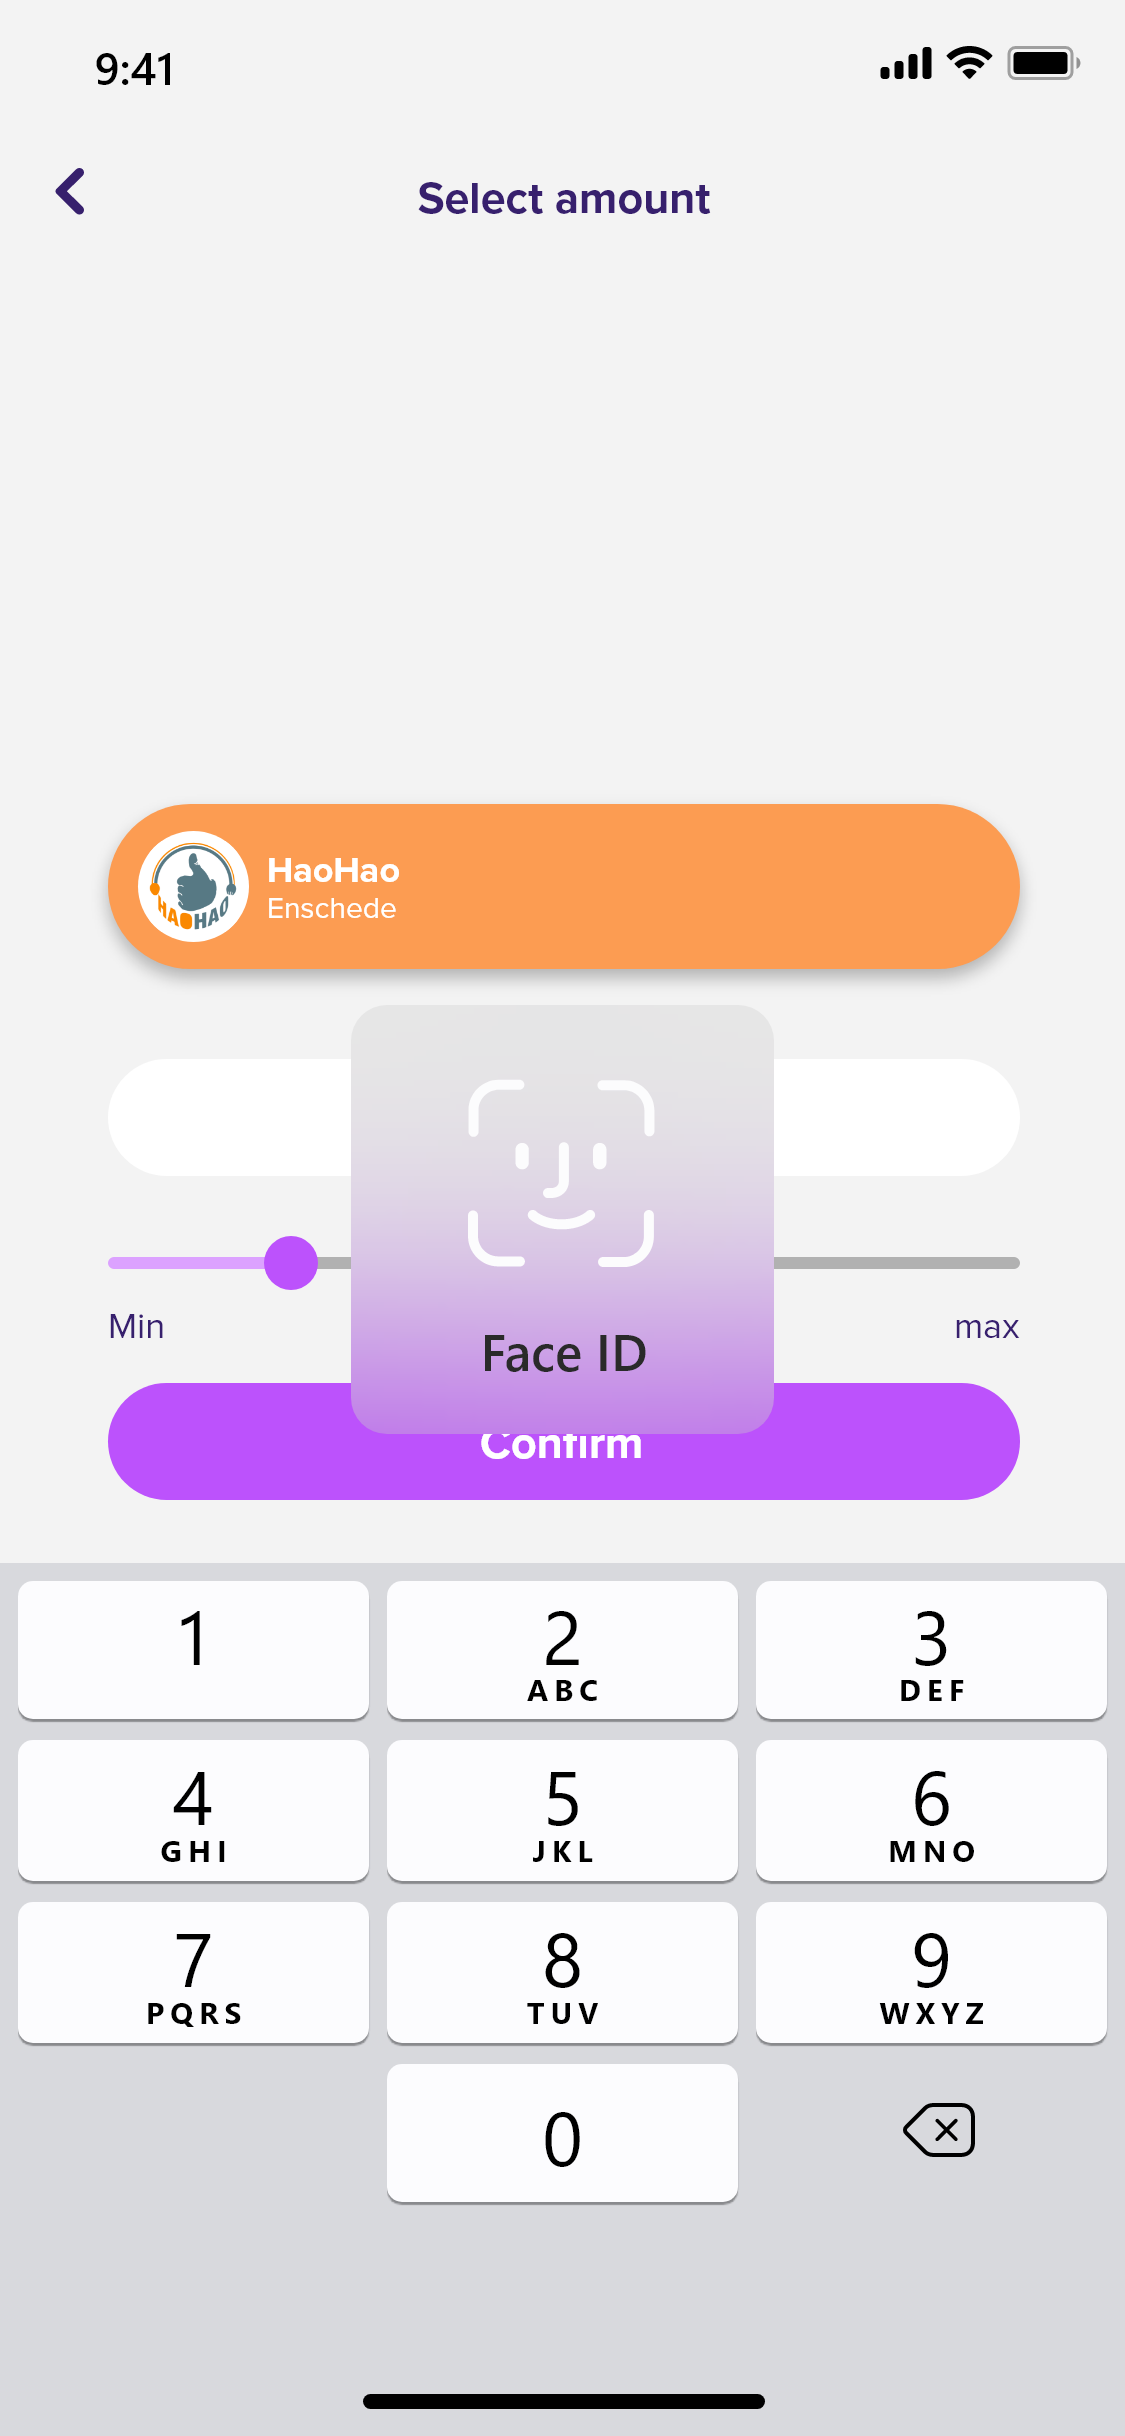 9:41
Select amount
HaoHao
Enschede
HAOHAO
Face ID
Min
max
Confirm
1
2
ABC
3
DEF
4
GHI
5
JKL
6
MNO
7
PQRS
8
TUV
9
WXYZ
0